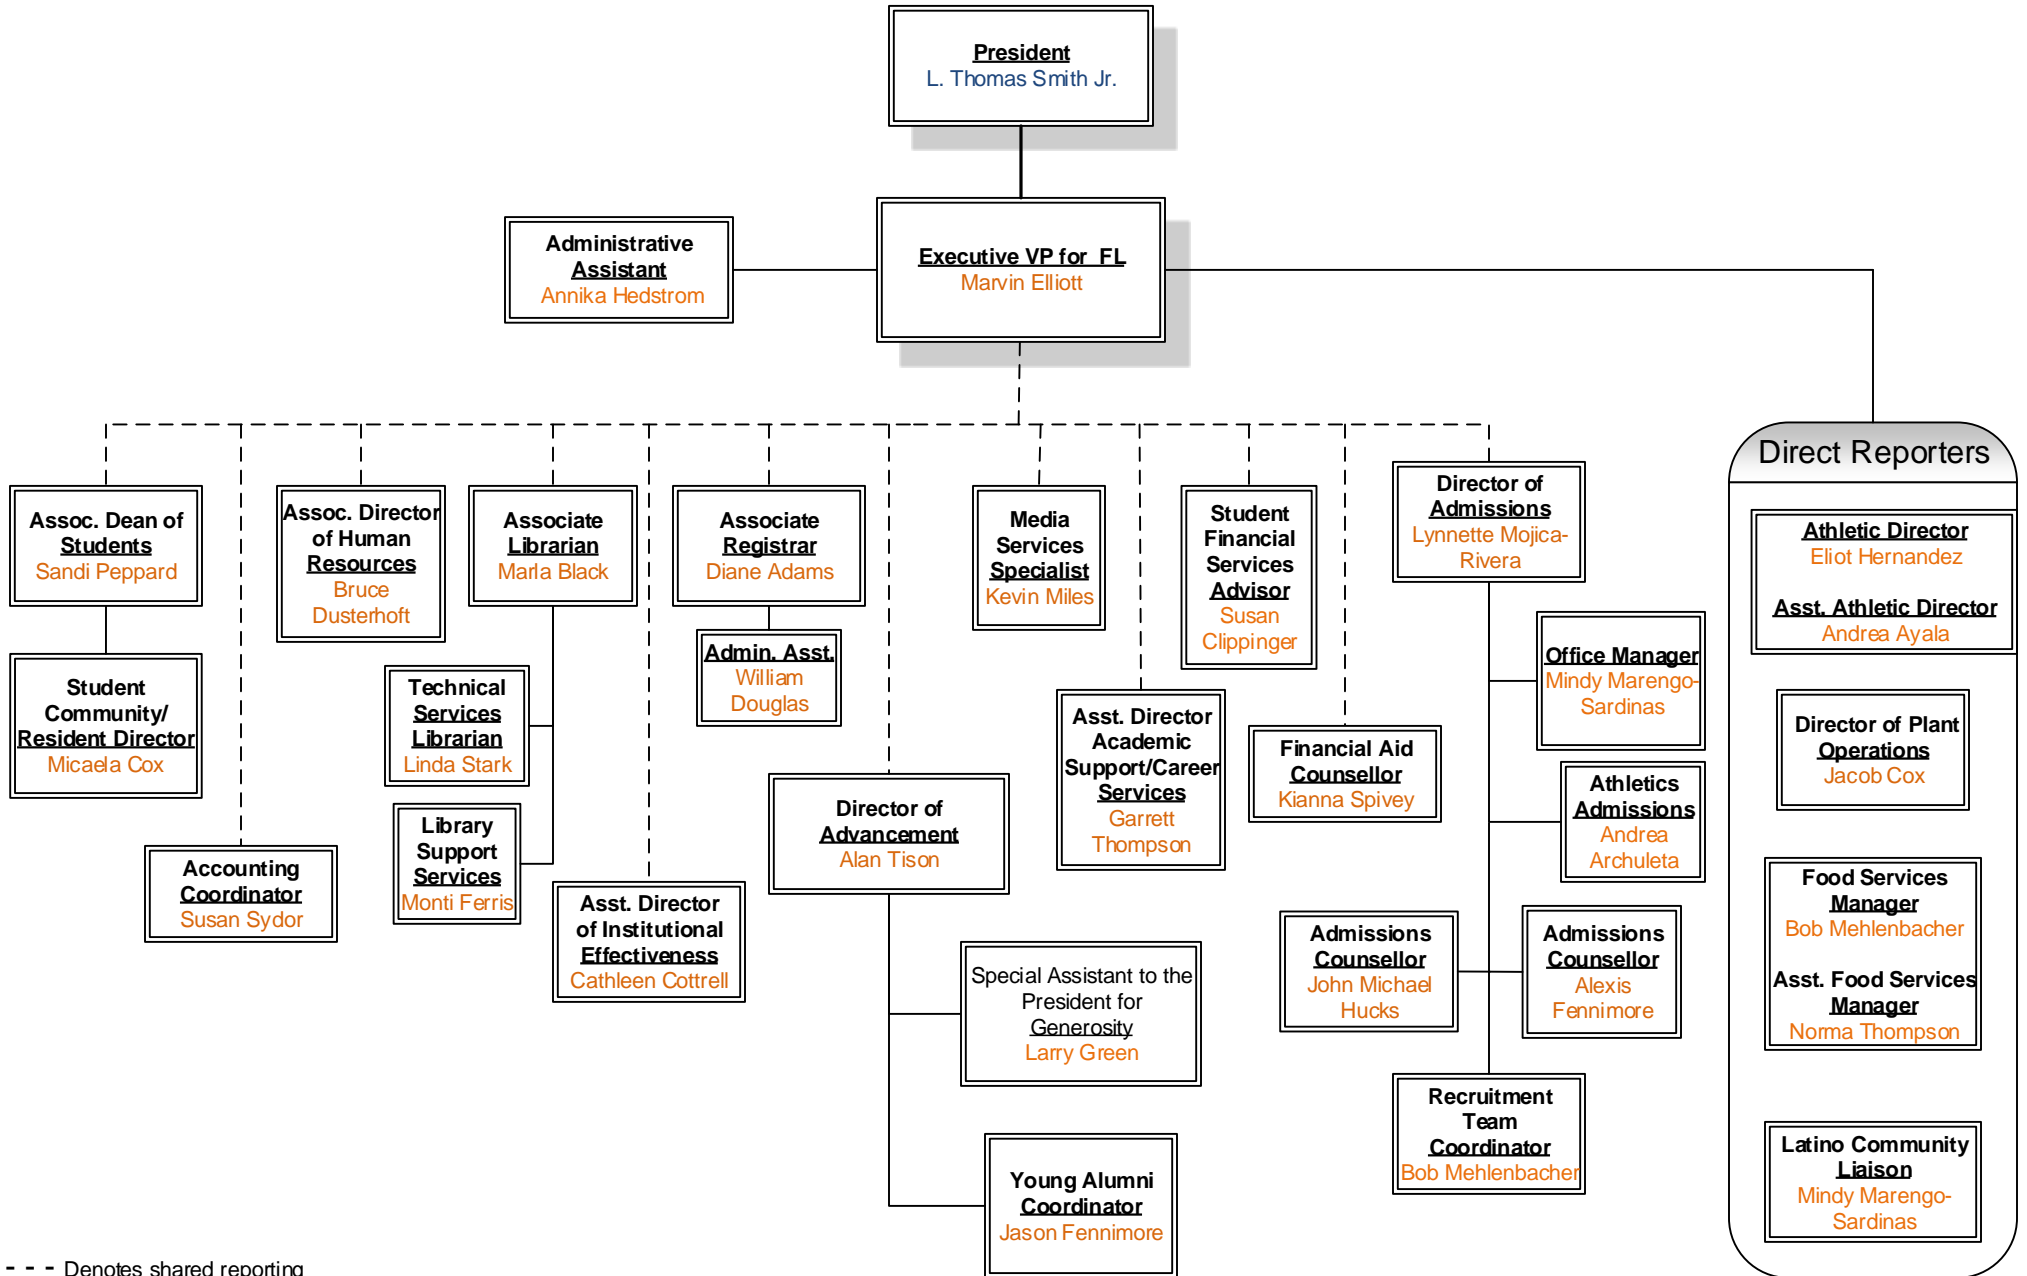 President
L. Thomas Smith Jr.
Administrative
Assistant
Annika Hedstrom
Executive VP for  FL
Marvin Elliott
Direct Reporters
Assoc. Dean of
Students
Sandi Peppard
Assoc. Director
of Human
Resources
Bruce
Dusterhoft
Associate
Librarian
Marla Black
Associate
Registrar
Diane Adams
Media
Services
Specialist
Kevin Miles
Student
Financial
Services
Advisor
Susan
Clippinger
Director of
Admissions
Lynnette Mojica-
Rivera
Athletic Director
Eliot Hernandez
Asst. Athletic Director
Andrea Ayala
Student
Community/
Resident Director
Micaela Cox
Technical
Services
Librarian
Linda Stark
Admin. Asst.
William
Douglas
Office Manager
Mindy Marengo-
Sardinas
Asst. Director
Academic
Support/Career
Services
Garrett
Thompson
Financial Aid
Counsellor
Kianna Spivey
Director of Plant
Operations
Jacob Cox
Director of
Advancement
Alan Tison
Athletics
Admissions
Andrea
Archuleta
Library
Support
Services
Monti Ferris
Accounting
Coordinator
Susan Sydor
Asst. Director
of Institutional
Effectiveness
Cathleen Cottrell
Food Services
Manager
Bob Mehlenbacher
Asst. Food Services
Manager
Norma Thompson
Admissions
Counsellor
John Michael
Hucks
Admissions
Counsellor
Alexis
Fennimore
Special Assistant to the
President for
Generosity
Larry Green
Recruitment
Team
Coordinator
Bob Mehlenbacher
Latino Community
Liaison
Mindy Marengo-
Sardinas
Young Alumni
Coordinator
Jason Fennimore
- - - Denotes shared reporting